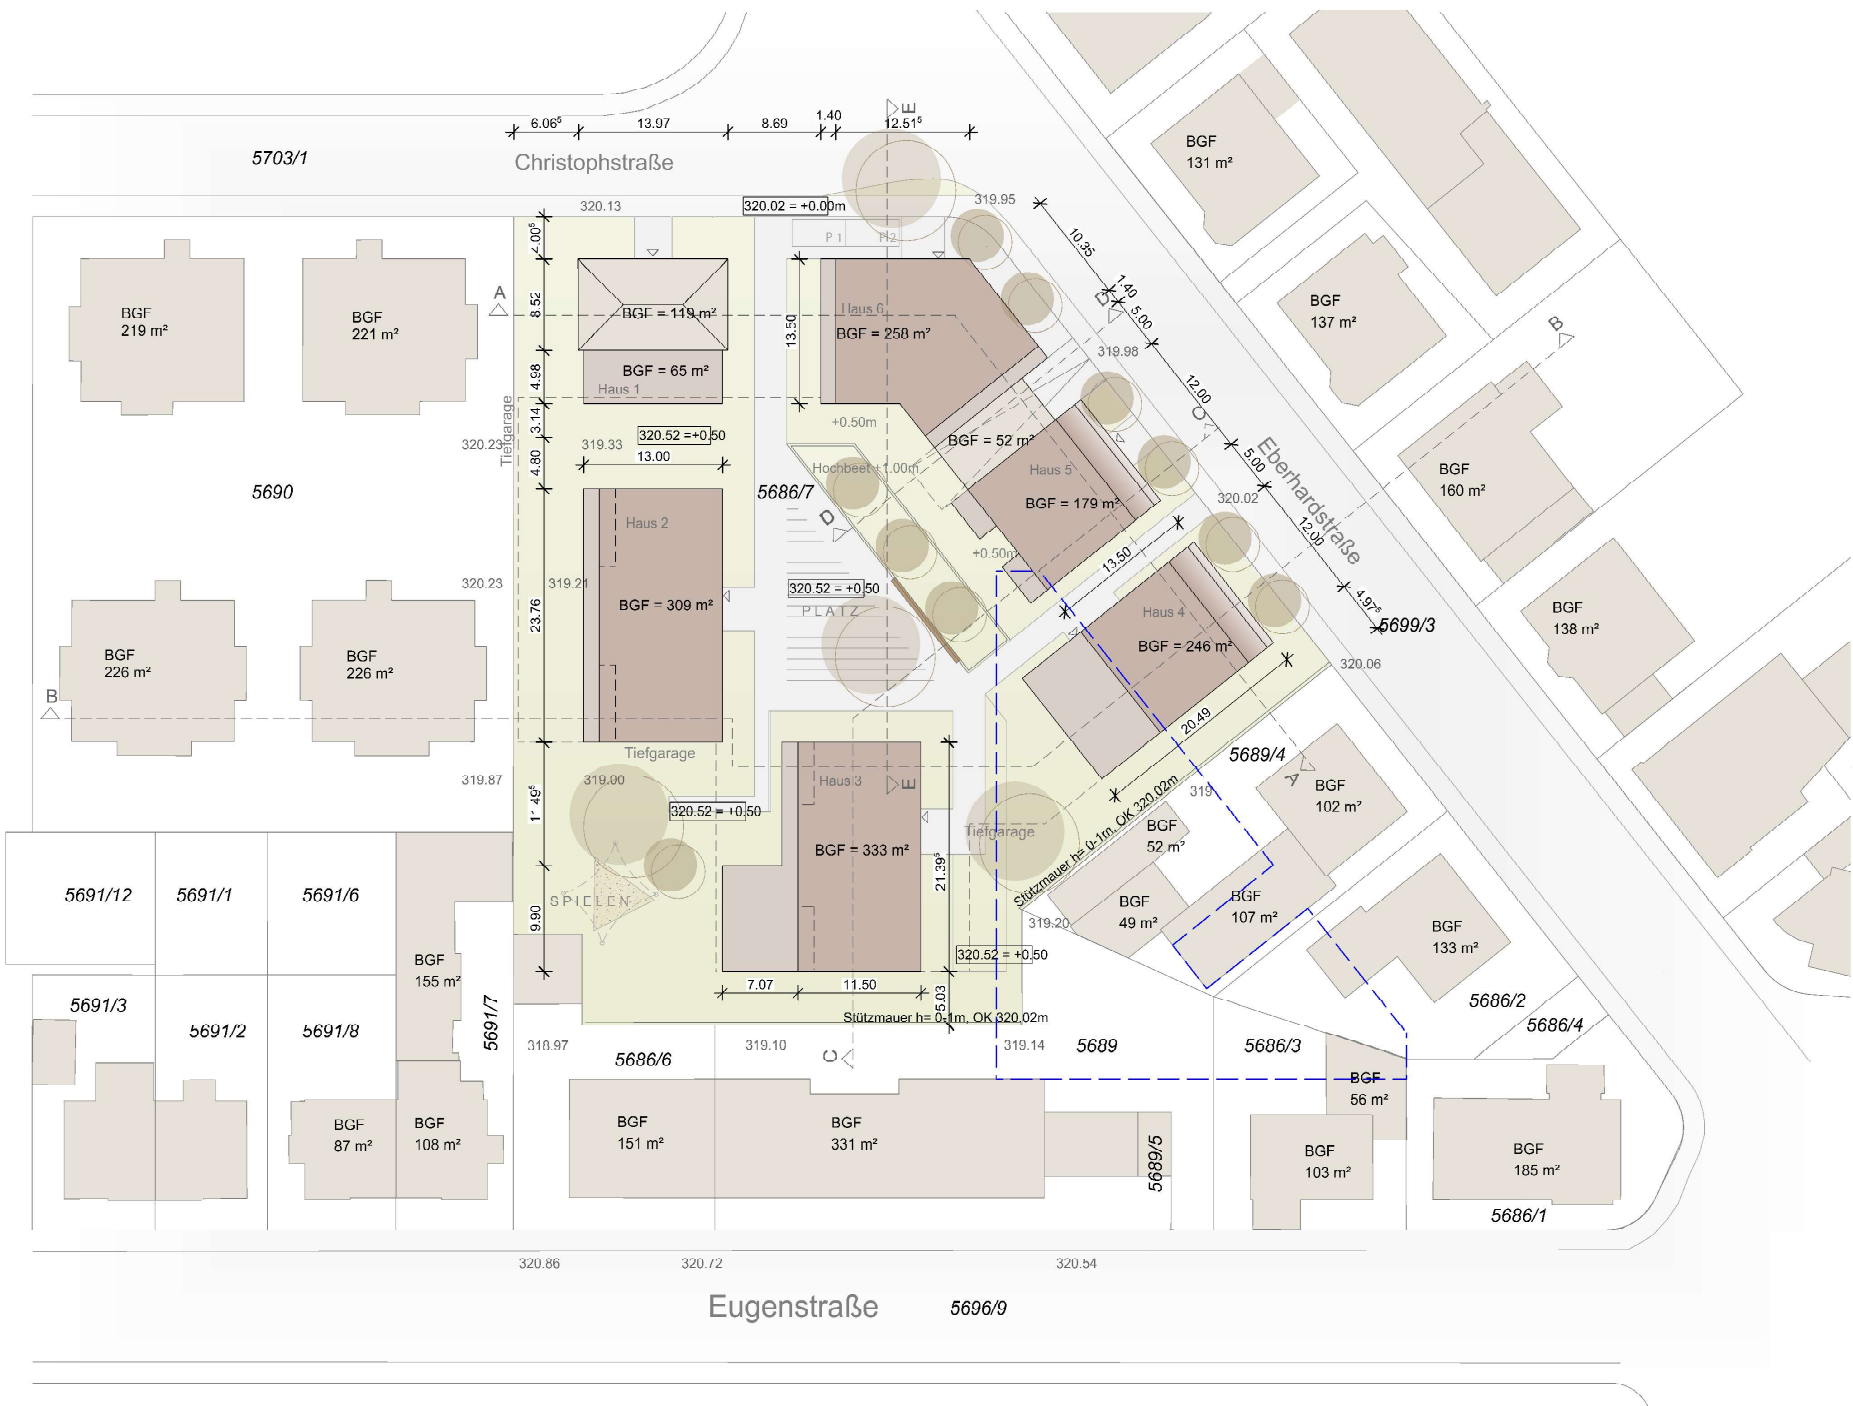 6.06⁵
13.97
8.69
1.40
12.51⁵
E
BGF
131 m²
5703/1
Christophstraße
320.13
320.02 = +0.00m
319.95
P 1
P 2
4.00⁵
10.35
A
8.52
BGF
219 m²
BGF
221 m²
BGF = 119 m²
Haus 6
BGF = 258 m²
13.50
1.40
D
5.00
BGF
137 m²
B
319.98
4.98
BGF = 65 m²
Haus 1
12.00
C
Tiefgarage
3.14
320.23
319.33
320.52 =+0.50
+0.50m
BGF = 52 m²
4.80
13.00
Hochbeet +1.00m
Haus 5
5.00
Eberhardstraße
BGF
160 m²
5690
5686/7
BGF = 179 m²
320.02
D
Haus 2
12.00
13.50
+0.50m
320.23
319.21
320.52 = +0.50
PLATZ
23.76
BGF = 309 m²
Haus 4
BGF = 246 m²
4.97⁵
5699/3
BGF
138 m²
BGF
226 m²
BGF
226 m²
320.06
B
20.49
Tiefgarage
5689/4
319.87
319.00
Haus 3
E
A
319
BGF
102 m²
11.49⁵
320.52 = +0.50
Tiefgarage
BGF
52 m²
BGF = 333 m²
21.39⁵
Stützmauer h= 0-1m, OK 320.02m
5691/12
5691/1
5691/6
SPIELEN
9.90
BGF
49 m²
BGF
107 m²
319.20
BGF
133 m²
BGF
155 m²
320.52 = +0.50
7.07
11.50
5.03
5691/3
5691/2
5691/8
5691/7
Stützmauer h= 0-1m, OK 320.02m
5686/2
5686/4
318.97
5686/6
319.10
C
319.14
5689
5686/3
BGF
56 m²
BGF
87 m²
BGF
108 m²
BGF
151 m²
BGF
331 m²
5689/5
BGF
103 m²
BGF
185 m²
5686/1
320.86
320.72
320.54
Eugenstraße
5696/9